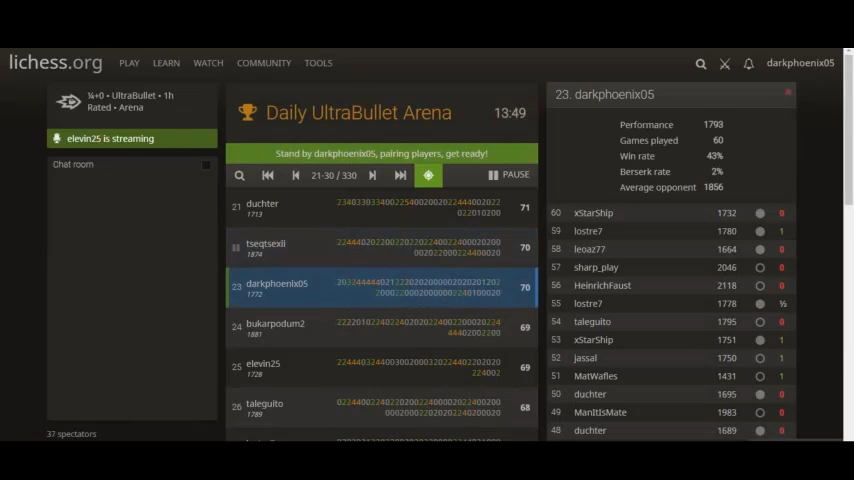 lichess.org PLAY LEARN WATCH COMMUNITY TOOLS darkphoenix05
¼+0 • UltraBullet • 1h
Rated • Arena
elevin25 is streaming
Chat room
37 spectators
Daily UltraBullet Arena 13:49
Stand by darkphoenix05, pairing players, get ready!
21-30 / 330 PAUSE
21 duchter 71
1713
tseqtsexii 70
1874
23 darkphoenix05 70
1772
24 bukarpodum2 69
1881
25 elevin25 69
1728
26 taleguito 68
1789
23. darkphoenix05
Performance 1793
Games played 60
Win rate 43%
Berserk rate 2%
Average opponent 1856
60 xStarShip 1732 0
59 lostre7 1780 1
58 leoaz77 1664 0
57 sharp_play 2046 0
56 HeinrichFaust 2118 0
55 lostre7 1778 ½
54 taleguito 1795 0
53 xStarShip 1751 1
52 jassal 1750 1
51 MatWafles 1431 1
50 duchter 1695 0
49 ManItIsMate 1983 0
48 duchter 1689 0